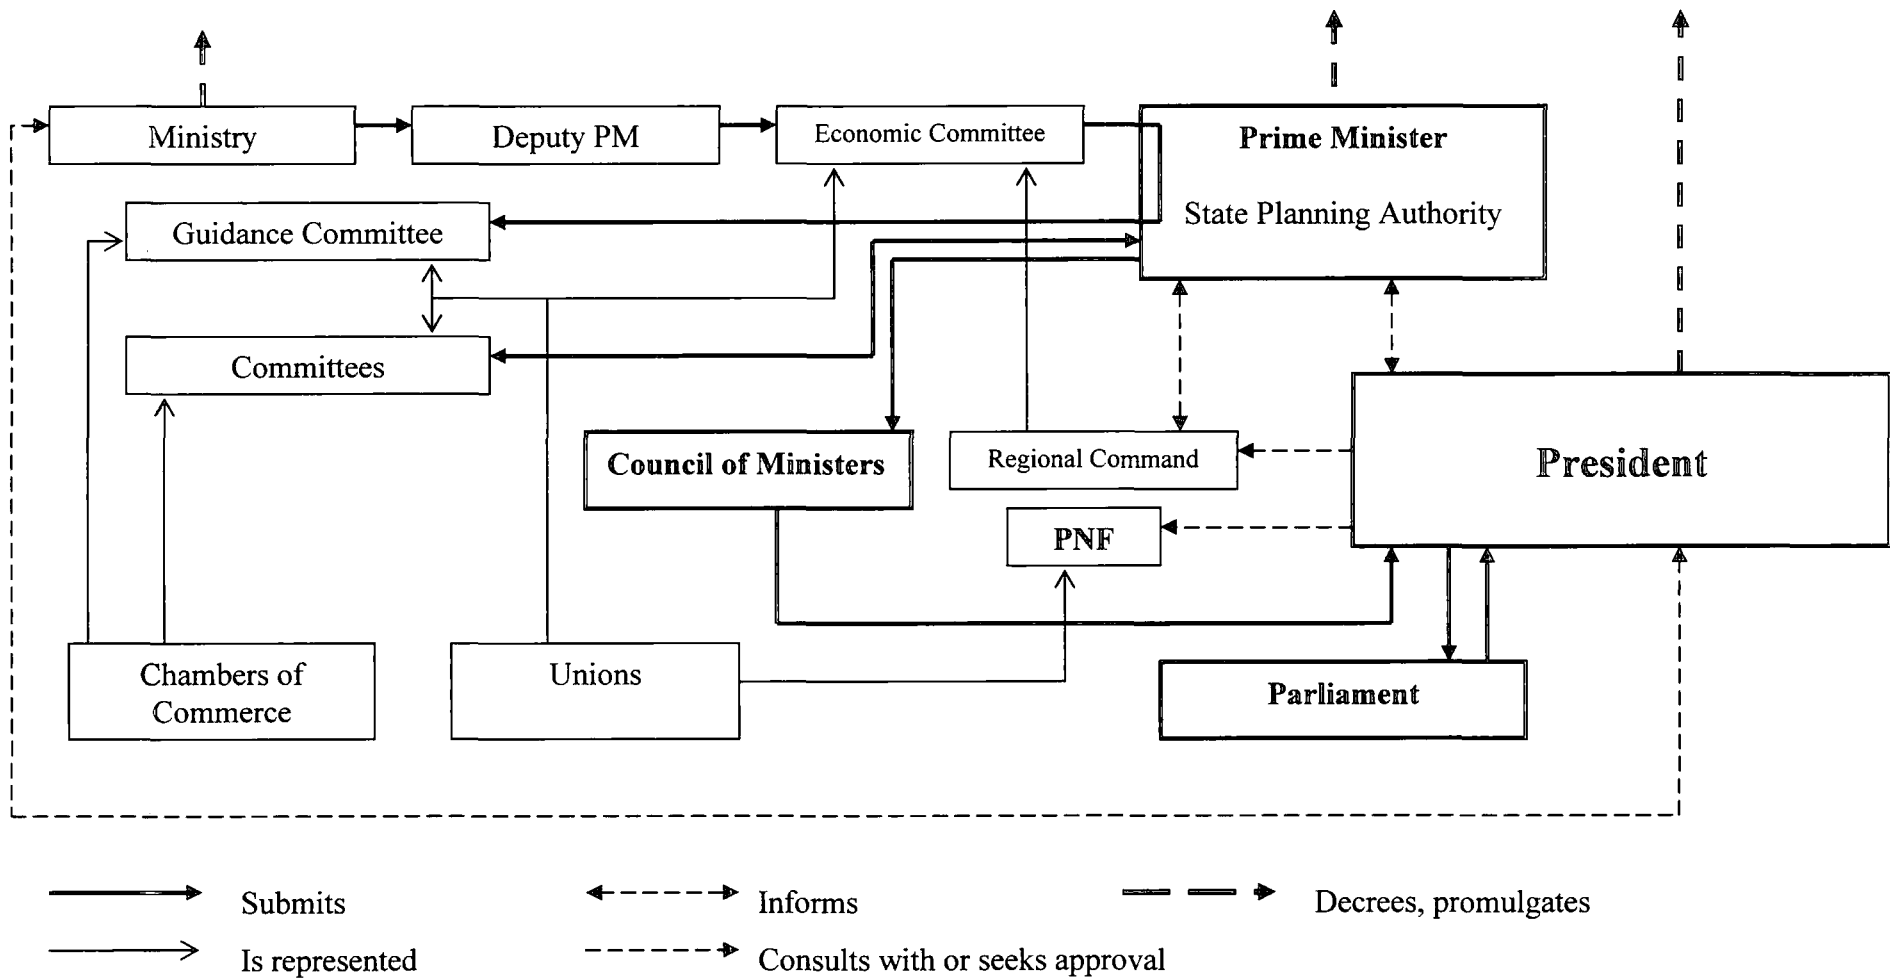 Ministry
Deputy PM
Economic Committee
Prime Minister
State Planning Authority
Guidance Committee
Committees
Council of Ministers
Regional Command
President
PNF
Chambers of
Commerce
Unions
Parliament
Submits
Informs
Decrees, promulgates
Is represented
Consults with or seeks approval